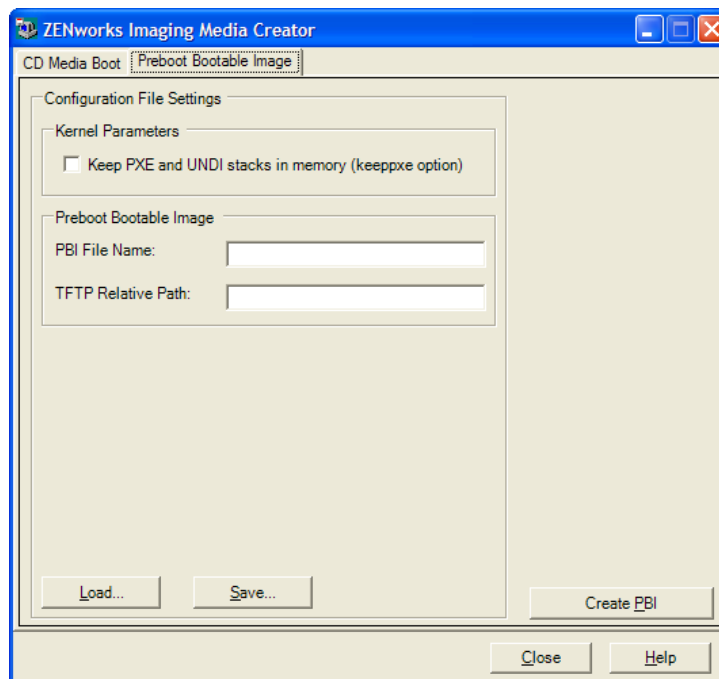 ZENworks Imaging Media Creator
CD Media Boot
Preboot Bootable Image
Configuration File Settings
Kernel Parameters
Keep PXE and UNDI stacks in memory (keeppxe option)
Preboot Bootable Image
PBI File Name:
TFTP Relative Path:
Load...
Save...
Create PBI
Close
Help